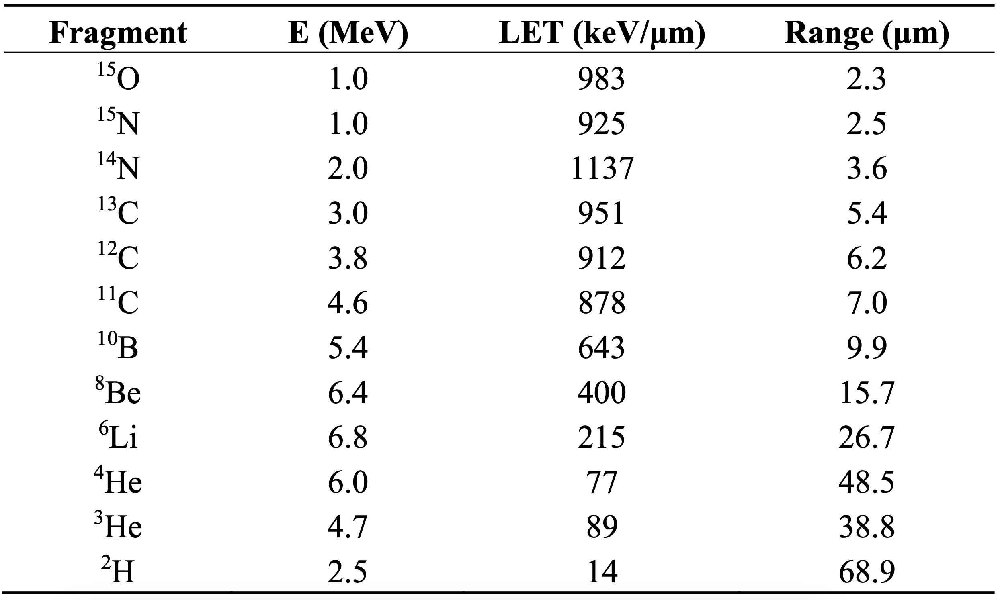 Fragment E (MeV) LET (keV/μm) Range (μm)
¹⁵O 1.0 983 2.3
¹⁵N 1.0 925 2.5
¹⁴N 2.0 1137 3.6
¹³C 3.0 951 5.4
¹²C 3.8 912 6.2
¹¹C 4.6 878 7.0
¹⁰B 5.4 643 9.9
⁸Be 6.4 400 15.7
⁶Li 6.8 215 26.7
⁴He 6.0 77 48.5
³He 4.7 89 38.8
²H 2.5 14 68.9